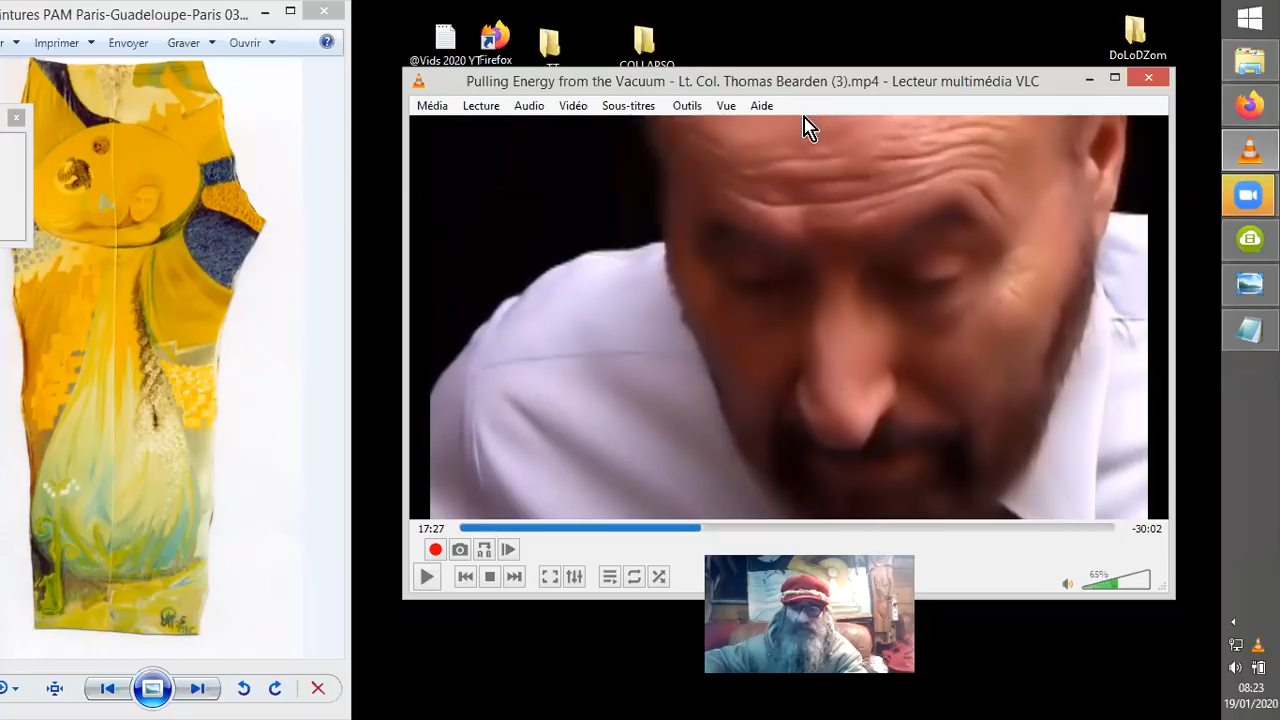 intures PAM Paris-Guadeloupe-Paris 03...
Imprimer Envoyer Graver Ouvrir
@Vids 2020 YT
Firefox
TT
COLLAPSO
DoLoDZom
Pulling Energy from the Vacuum - Lt. Col. Thomas Bearden (3).mp4 - Lecteur multimédia VLC
Média Lecture Audio Vidéo Sous-titres Outils Vue Aide
17:27
-30:02
65%
08:23
19/01/2020